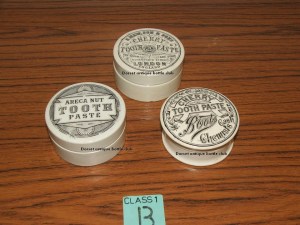 CHERRY
TOOTH PASTE
LONDON
Dorset antique bottle club
ARECA NUT
TOOTH
PASTE
Dorset antique bottle club
CHERRY
TOOTH PASTE
Boots
Chemists
Dorset antique bottle club
CLASS 1
13